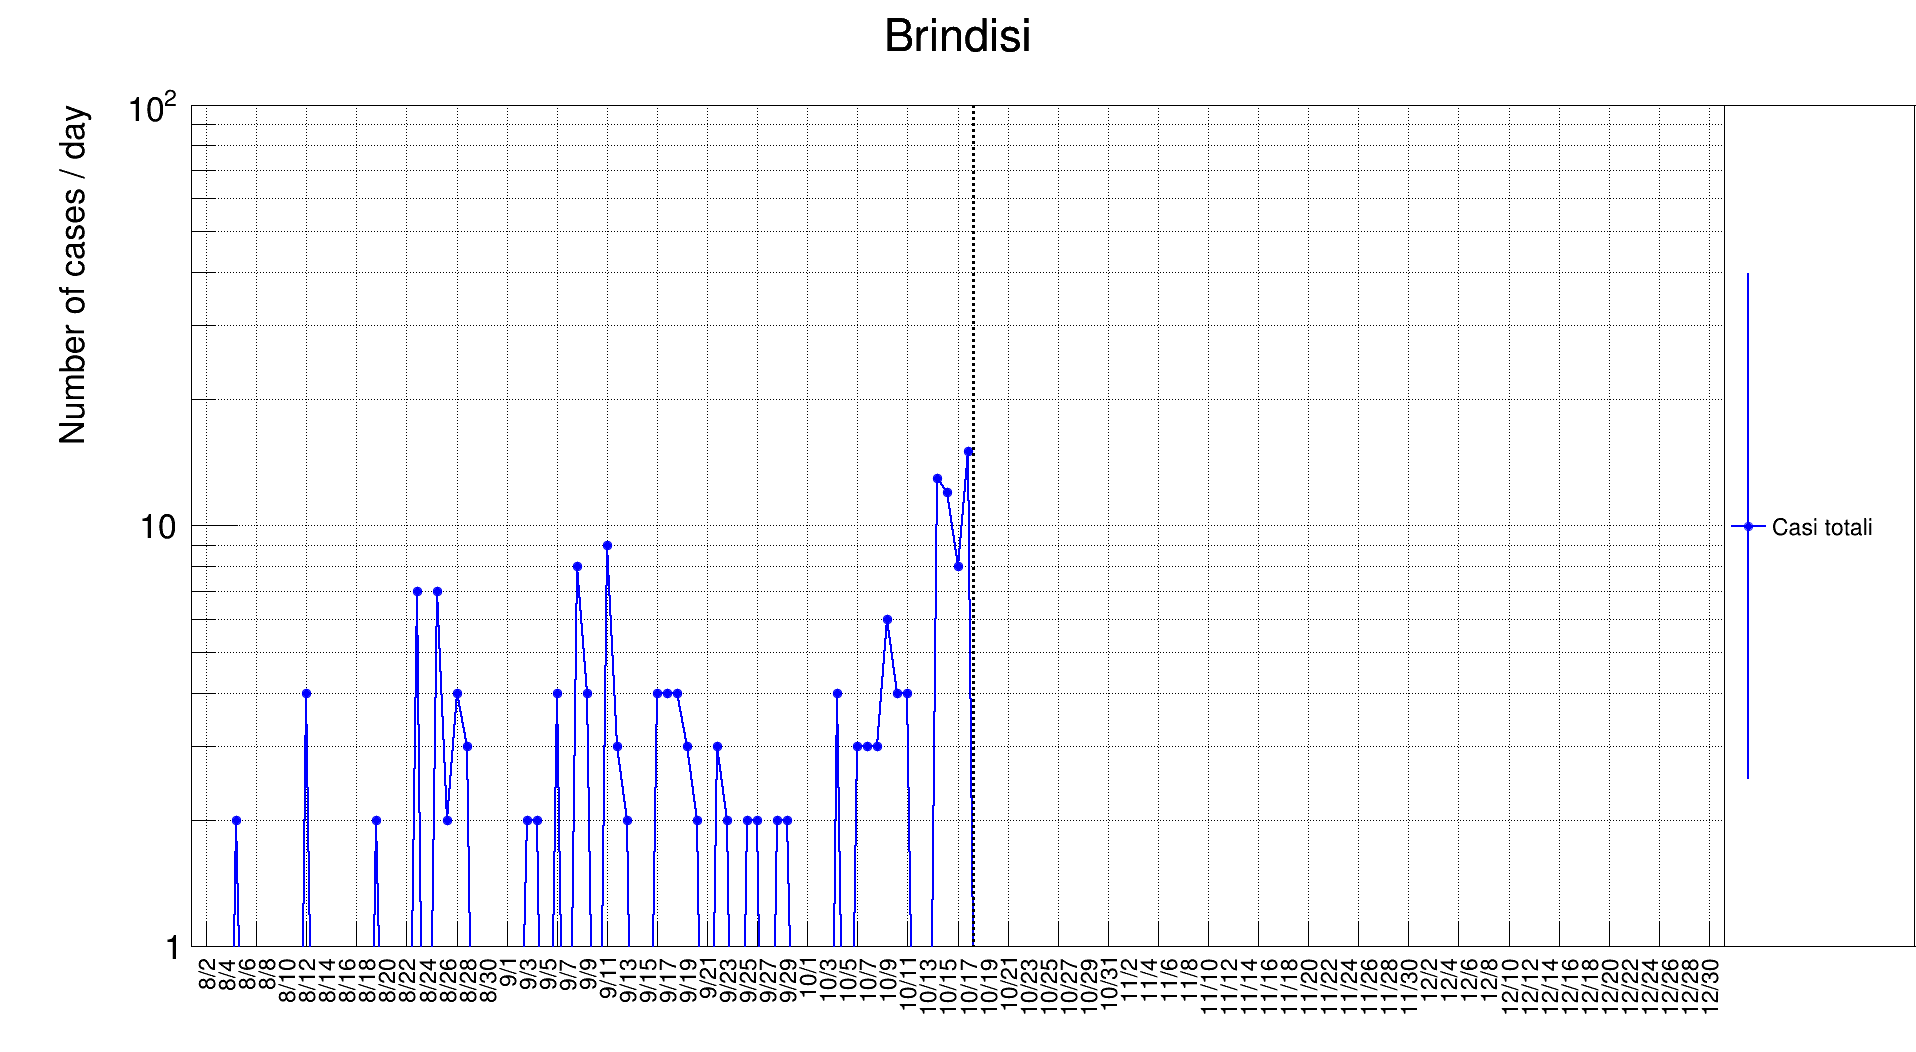 Brindisi
Number of cases / day
10²
10
1
8/2 8/4 8/6 8/8 8/10 8/12 8/14 8/16 8/18 8/20 8/22 8/24 8/26 8/28 8/30 9/1 9/3 9/5 9/7 9/9 9/11 9/13 9/15 9/17 9/19 9/21 9/23 9/25 9/27 9/29 10/1 10/3 10/5 10/7 10/9 10/11 10/13 10/15 10/17 10/19 10/21 10/23 10/25 10/27 10/29 10/31 11/2 11/4 11/6 11/8 11/10 11/12 11/14 11/16 11/18 11/20 11/22 11/24 11/26 11/28 11/30 12/2 12/4 12/6 12/8 12/10 12/12 12/14 12/16 12/18 12/20 12/22 12/24 12/26 12/28 12/30
Casi totali